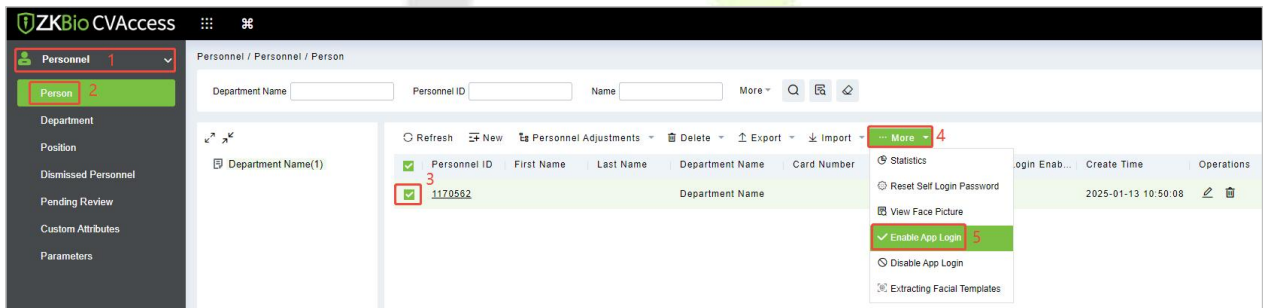 ZKBio CVAccess
Personnel 1
Personnel / Personnel / Person
Person 2
Department Name Personnel ID Name More
Department
Position
Dismissed Personnel
Pending Review
Custom Attributes
Parameters
Department Name(1)
Refresh New Personnel Adjustments Delete Export Import ··· More 4
Personnel ID First Name Last Name Department Name Card Number ogin Enab... Create Time Operations
3
1170562 Department Name 2025-01-13 10:50:08
Statistics
Reset Self Login Password
View Face Picture
Enable App Login 5
Disable App Login
Extracting Facial Templates